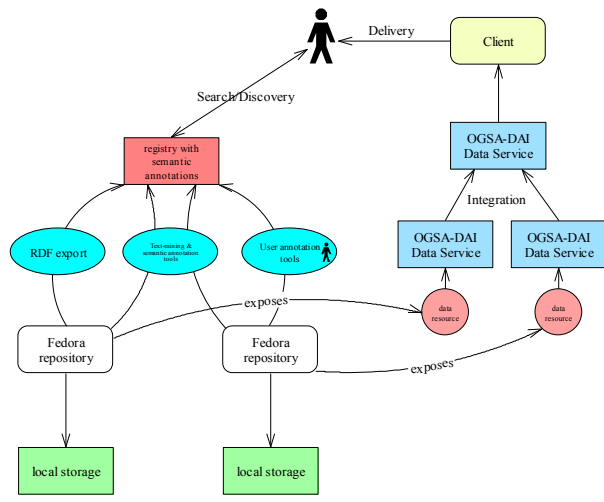 Delivery
Client
Search/Discovery
OGSA-DAI
Data Service
registry with
semantic
annotations
Integration
RDF export
Text-mining &
semantic annotation
tools
User annotation
tools
OGSA-DAI
Data Service
OGSA-DAI
Data Service
exposes
data
resource
data
resource
Fedora
repository
Fedora
repository
exposes
local storage
local storage